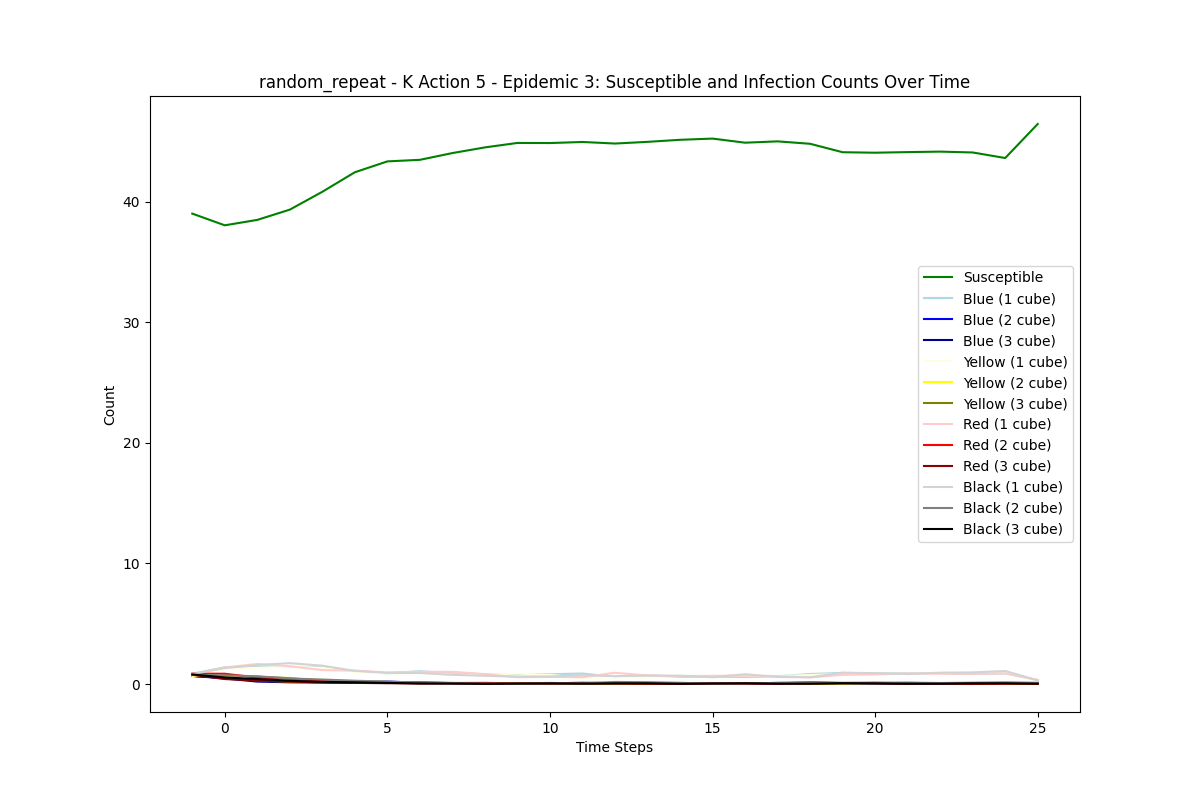 random_repeat - K Action 5 - Epidemic 3: Susceptible and Infection Counts Over Time
Count
40
30
20
10
0
Susceptible
Blue (1 cube)
Blue (2 cube)
Blue (3 cube)
Yellow (1 cube)
Yellow (2 cube)
Yellow (3 cube)
Red (1 cube)
Red (2 cube)
Red (3 cube)
Black (1 cube)
Black (2 cube)
Black (3 cube)
0 5 10 15 20 25
Time Steps